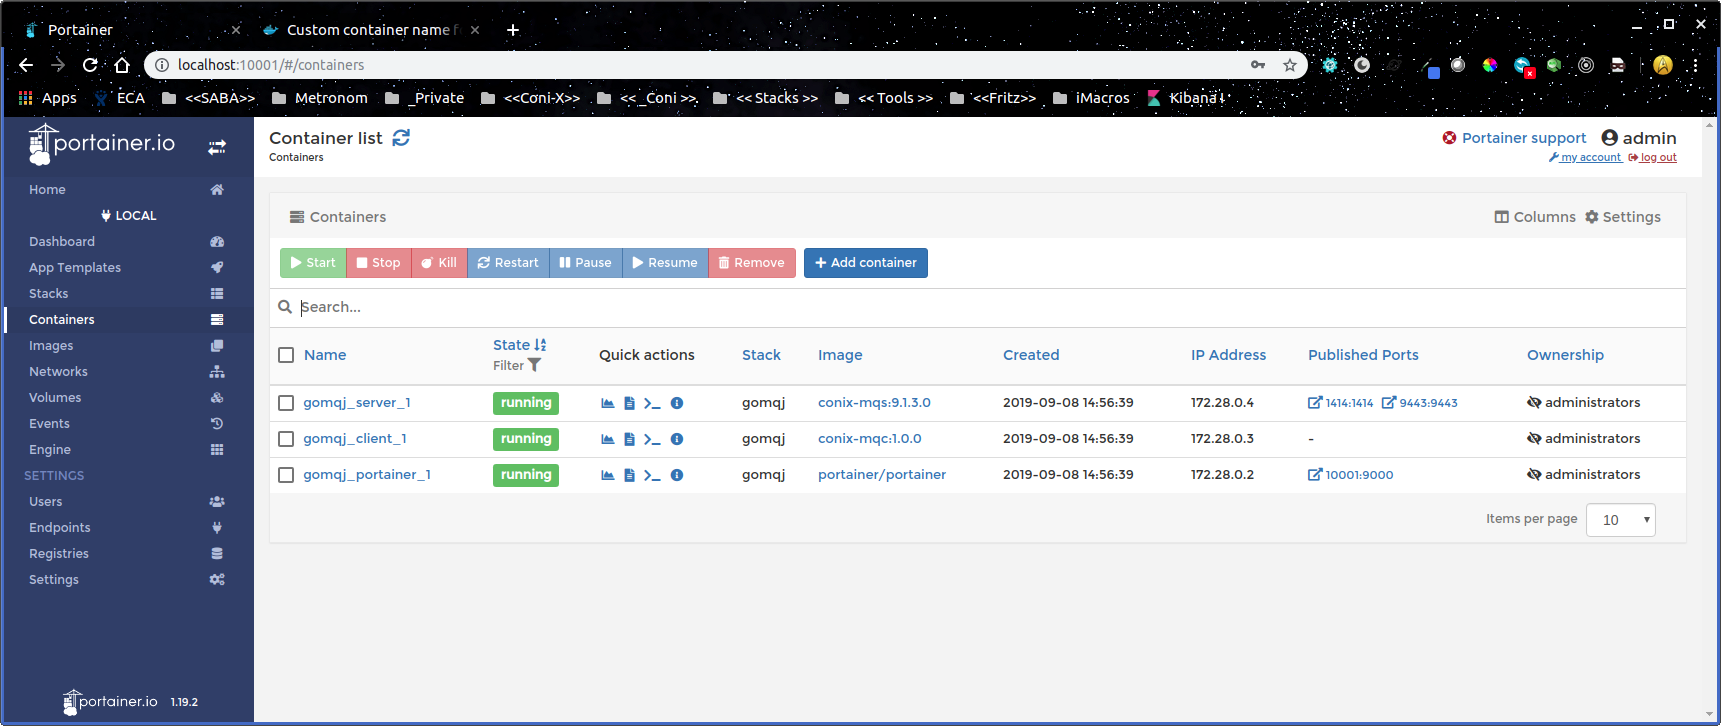 Portainer
Custom container name f
localhost:10001/#/containers
Apps ECA <<SABA>> Metronom _Private <<Coni-X>> << _Coni >> << Stacks >> << Tools >> <<Fritz>> iMacros Kibana
portainer.io
Container list
Containers
Portainer support admin
my account log out
Home
LOCAL
Dashboard
App Templates
Stacks
Containers
Images
Networks
Volumes
Events
Engine
SETTINGS
Users
Endpoints
Registries
Settings
portainer.io 1.19.2
Containers
Columns Settings
Start Stop Kill Restart Pause Resume Remove + Add container
Search...
Name State Quick actions Stack Image Created IP Address Published Ports Ownership
Filter
gomqj_server_1 running gomqj conix-mqs:9.1.3.0 2019-09-08 14:56:39 172.28.0.4 1414:1414 9443:9443 administrators
gomqj_client_1 running gomqj conix-mqc:1.0.0 2019-09-08 14:56:39 172.28.0.3 - administrators
gomqj_portainer_1 running gomqj portainer/portainer 2019-09-08 14:56:39 172.28.0.2 10001:9000 administrators
Items per page 10